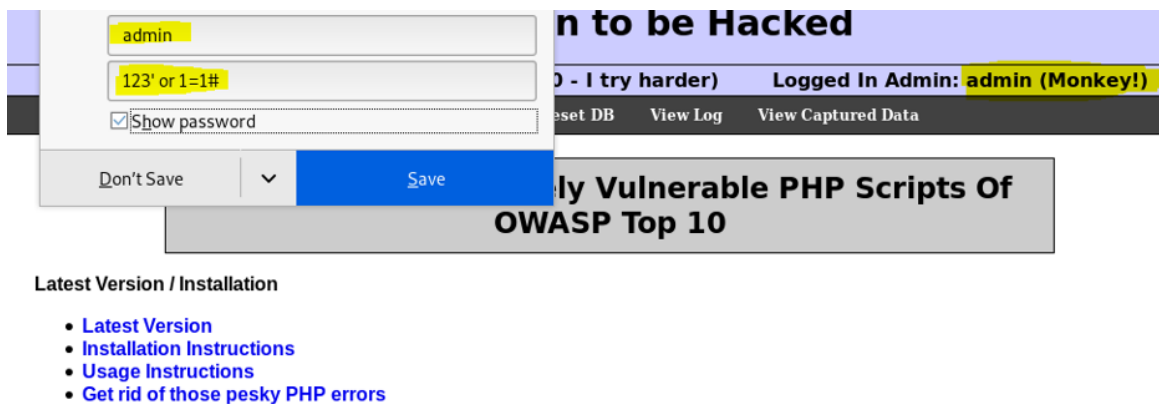 admin
n to be Hacked
123' or 1=1#
0 - I try harder) Logged In Admin: admin (Monkey!)
Show password
eset DB View Log View Captured Data
Don't Save Save
ly Vulnerable PHP Scripts Of
OWASP Top 10
Latest Version / Installation
• Latest Version
• Installation Instructions
• Usage Instructions
• Get rid of those pesky PHP errors